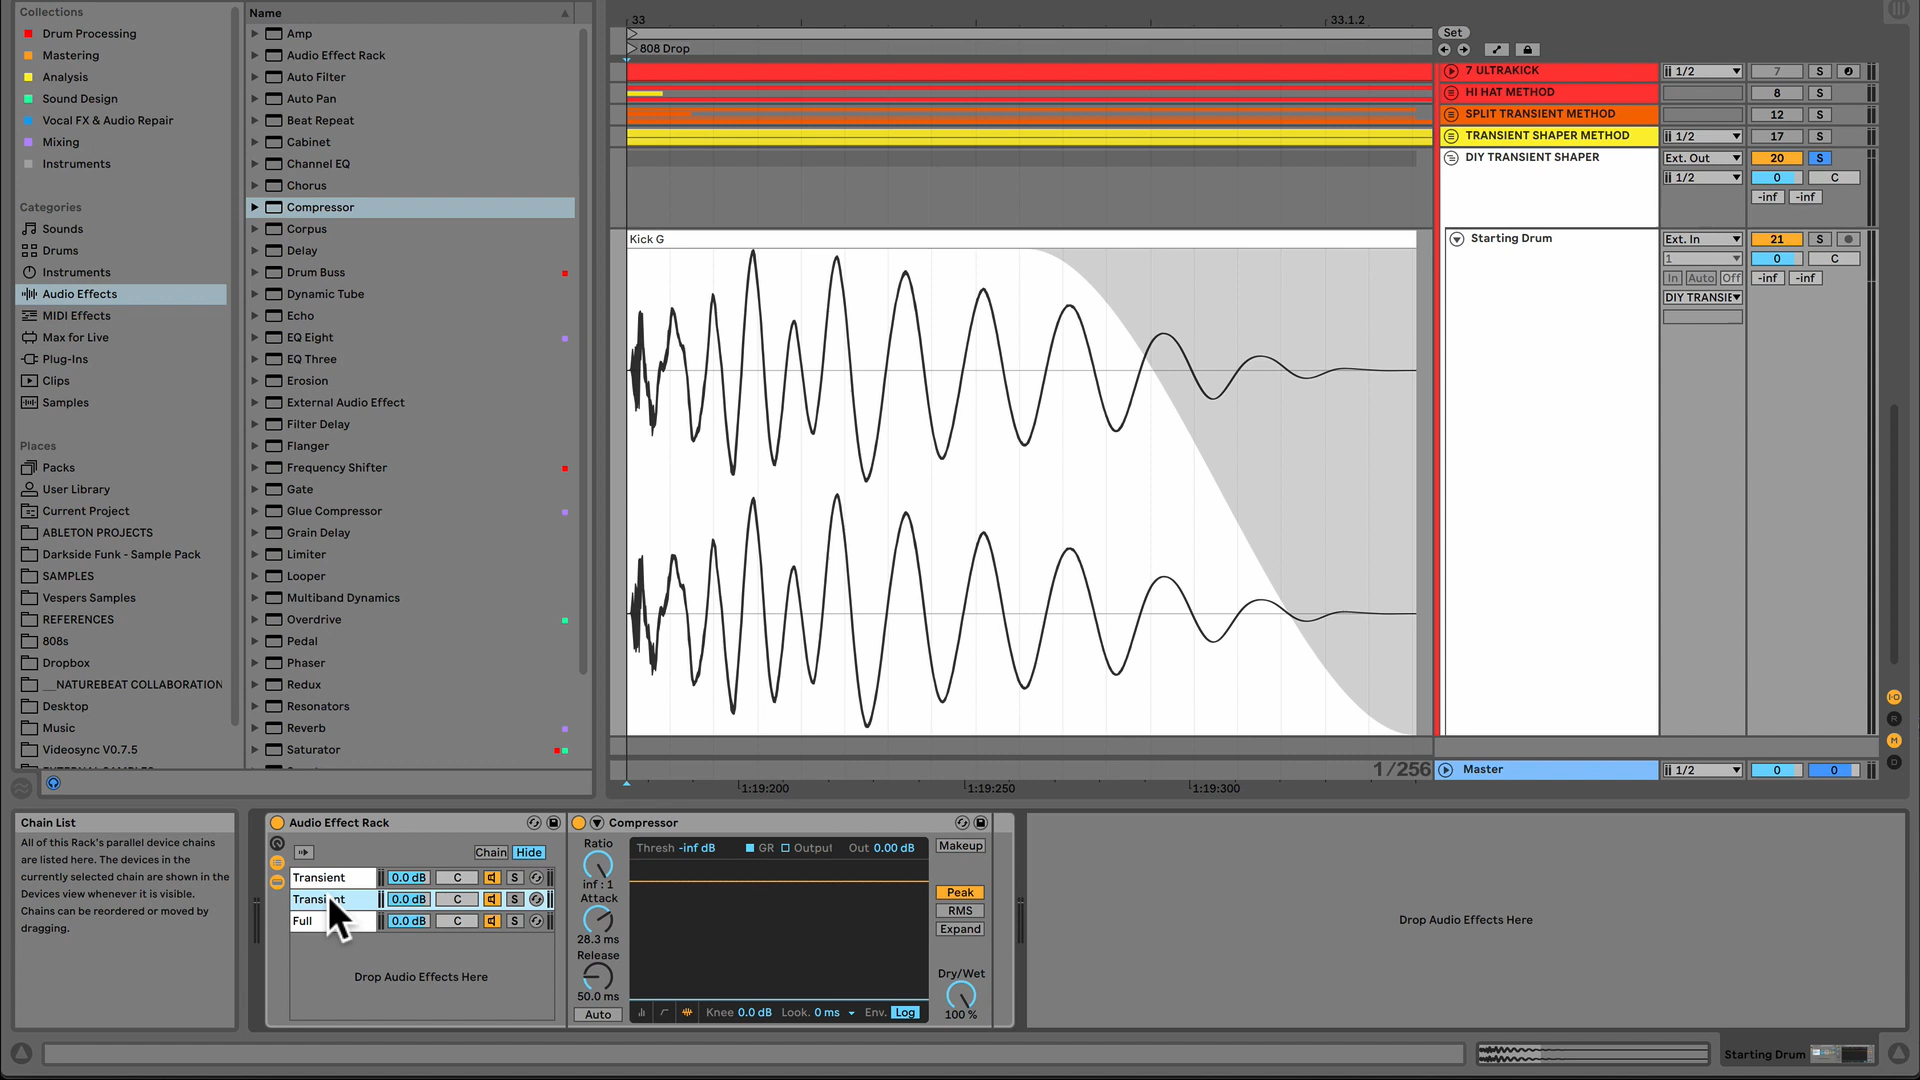 Collections
Drum Processing
Mastering
Analysis
Sound Design
Vocal FX & Audio Repair
Mixing
Instruments
Categories
Sounds
Drums
Instruments
Audio Effects
MIDI Effects
Max for Live
Plug-Ins
Clips
Samples
Places
Packs
User Library
Current Project
ABLETON PROJECTS
Darkside Funk - Sample Pack
SAMPLES
Vespers Samples
REFERENCES
808s
Dropbox
__NATUREBEAT COLLABORATION
Desktop
Music
Videosync V0.7.5
Name
Amp
Audio Effect Rack
Auto Filter
Auto Pan
Beat Repeat
Cabinet
Channel EQ
Chorus
Compressor
Corpus
Delay
Drum Buss
Dynamic Tube
Echo
EQ Eight
EQ Three
Erosion
External Audio Effect
Filter Delay
Flanger
Frequency Shifter
Gate
Glue Compressor
Grain Delay
Limiter
Looper
Multiband Dynamics
Overdrive
Pedal
Phaser
Redux
Resonators
Reverb
Saturator
33 33.1.2
808 Drop
Set
7 ULTRAKICK 1/2 7 S
HI HAT METHOD 8 S
SPLIT TRANSIENT METHOD 12 S
TRANSIENT SHAPER METHOD 1/2 17 S
DIY TRANSIENT SHAPER Ext. Out 20 S
1/2 0 C
-inf -inf
Kick G
Starting Drum Ext. In 21 S
1 0 C
In Auto Off -inf -inf
DIY TRANSIE
1/256
Master 1/2 0 0
1:19:200 1:19:250 1:19:300
I·O
R
M
D
Chain List
All of this Rack's parallel device chains
are listed here. The devices in the
currently selected chain are shown in the
Devices view whenever it is visible.
Chains can be reordered or moved by
dragging.
Audio Effect Rack
Chain Hide
Transient 0.0 dB C S
Transient 0.0 dB C S
Full 0.0 dB C S
Drop Audio Effects Here
Compressor
Ratio
inf : 1
Attack
28.3 ms
Release
50.0 ms
Auto
Thresh -inf dB GR Output Out 0.00 dB
Knee 0.0 dB Look. 0 ms Env. Log
Makeup
Peak
RMS
Expand
Dry/Wet
100 %
Drop Audio Effects Here
Starting Drum